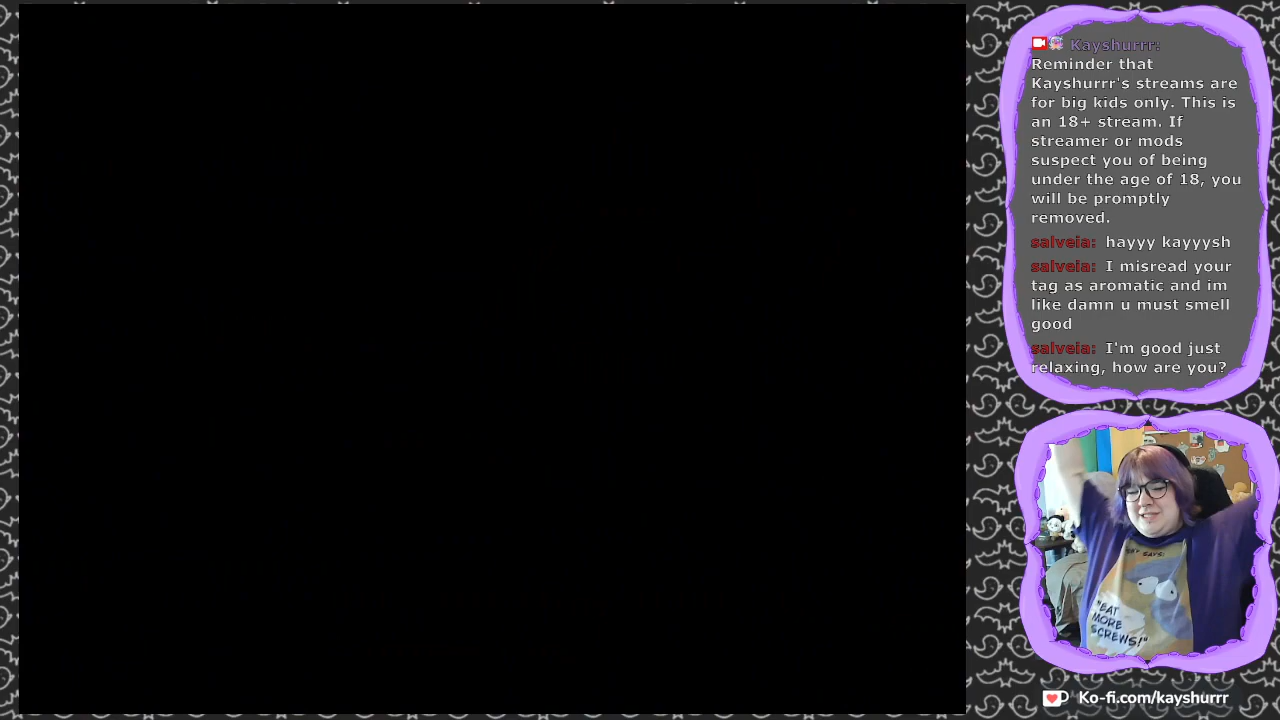 Kayshurrr:
Reminder that
Kayshurrr's streams are
for big kids only. This is
an 18+ stream. If
streamer or mods
suspect you of being
under the age of 18, you
will be promptly
removed.
salveia: hayyy kayyysh
salveia: I misread your
tag as aromatic and im
like damn u must smell
good
salveia: I'm good just
relaxing, how are you?
"EAT
MORE
SCREWS!"
Ko-fi.com/kayshurrr